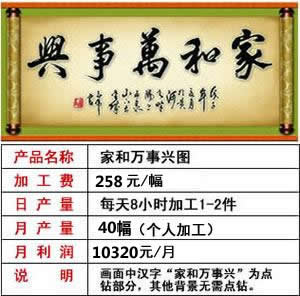 家和萬事興
产品名称 家和万事兴图
加工费 258元/幅
日产量 每天8小时加工1-2件
月产量 40幅（个人加工）
月利润 10320元/月
说明 画面中汉字“家和万事兴”为点
钻部分，其他背景无需点钻。